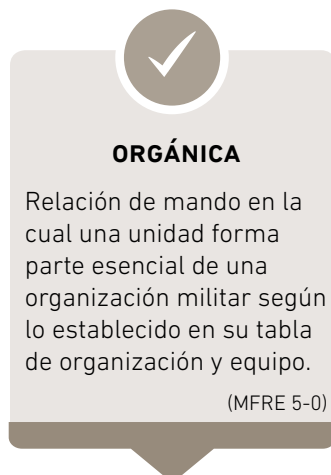 ORGÁNICA
Relación de mando en la
cual una unidad forma
parte esencial de una
organización militar según
lo establecido en su tabla
de organización y equipo.
(MFRE 5-0)